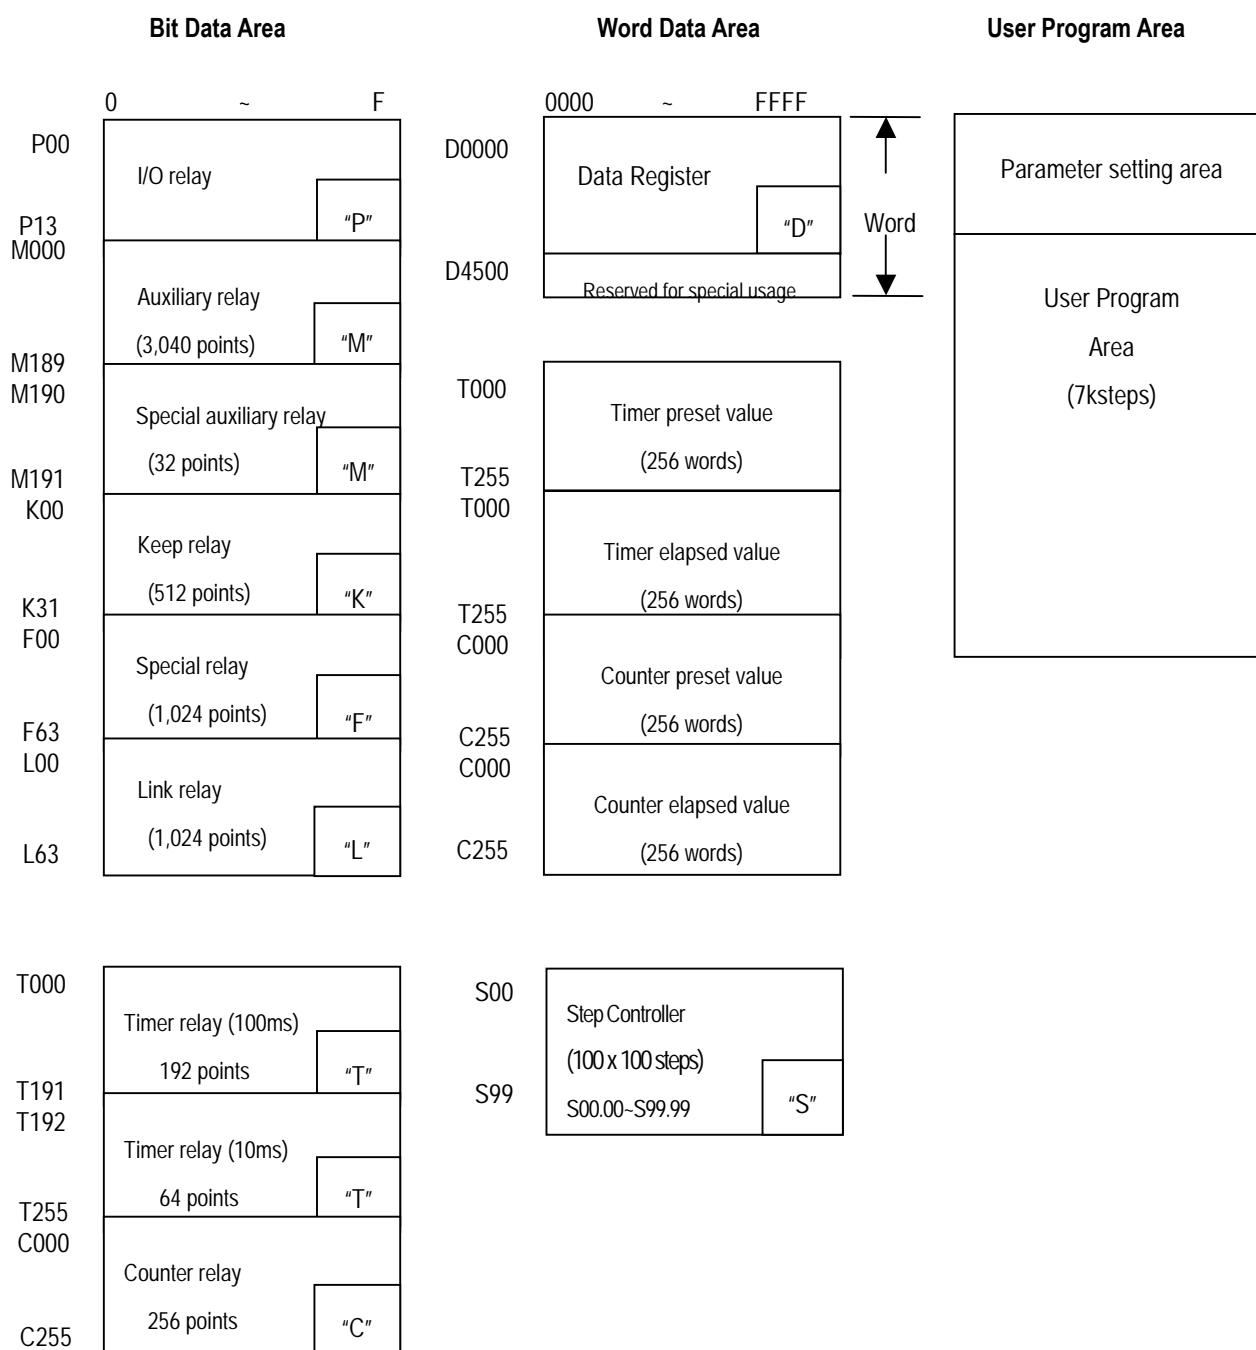 Bit Data Area
0 ~ F
P00
I/O relay
P13
“P”
M000
Auxiliary relay
(3,040 points)
“M”
M189
M190
Special auxiliary relay
(32 points)
“M”
M191
K00
Keep relay
(512 points)
“K”
K31
F00
Special relay
(1,024 points)
“F”
F63
L00
Link relay
(1,024 points)
“L”
L63
T000
Timer relay (100ms)
192 points
“T”
T191
T192
Timer relay (10ms)
64 points
“T”
T255
C000
Counter relay
256 points
“C”
C255
Word Data Area
0000 ~ FFFF
D0000
Data Register
“D”
Word
D4500
Reserved for special usage
T000
Timer preset value
(256 words)
T255
T000
Timer elapsed value
(256 words)
T255
C000
Counter preset value
(256 words)
C255
C000
Counter elapsed value
(256 words)
C255
S00
Step Controller
(100 x 100 steps)
S99
S00.00~S99.99
“S”
User Program Area
Parameter setting area
User Program
Area
(7ksteps)